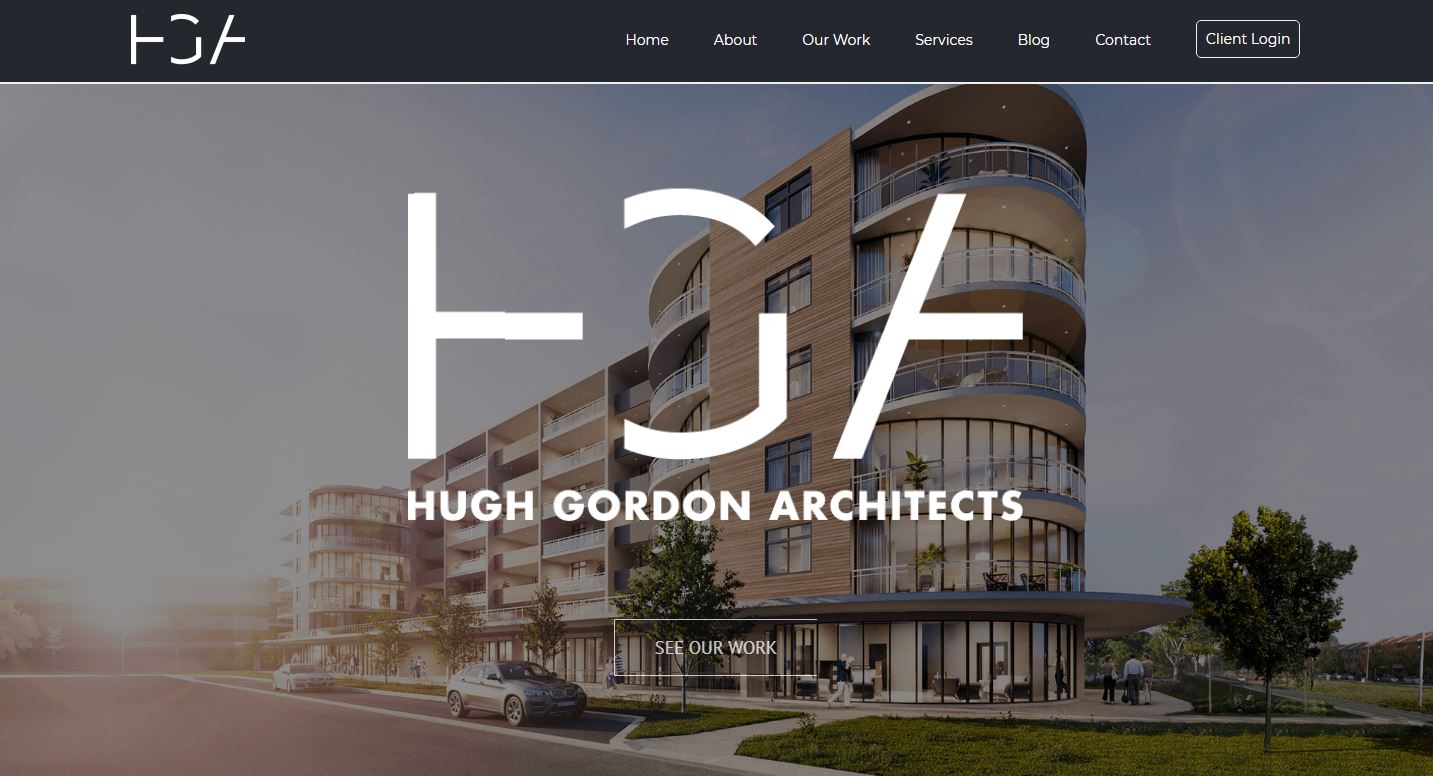 HGA
Home
About
Our Work
Services
Blog
Contact
Client Login
HGA
HUGH GORDON ARCHITECTS
SEE OUR WORK